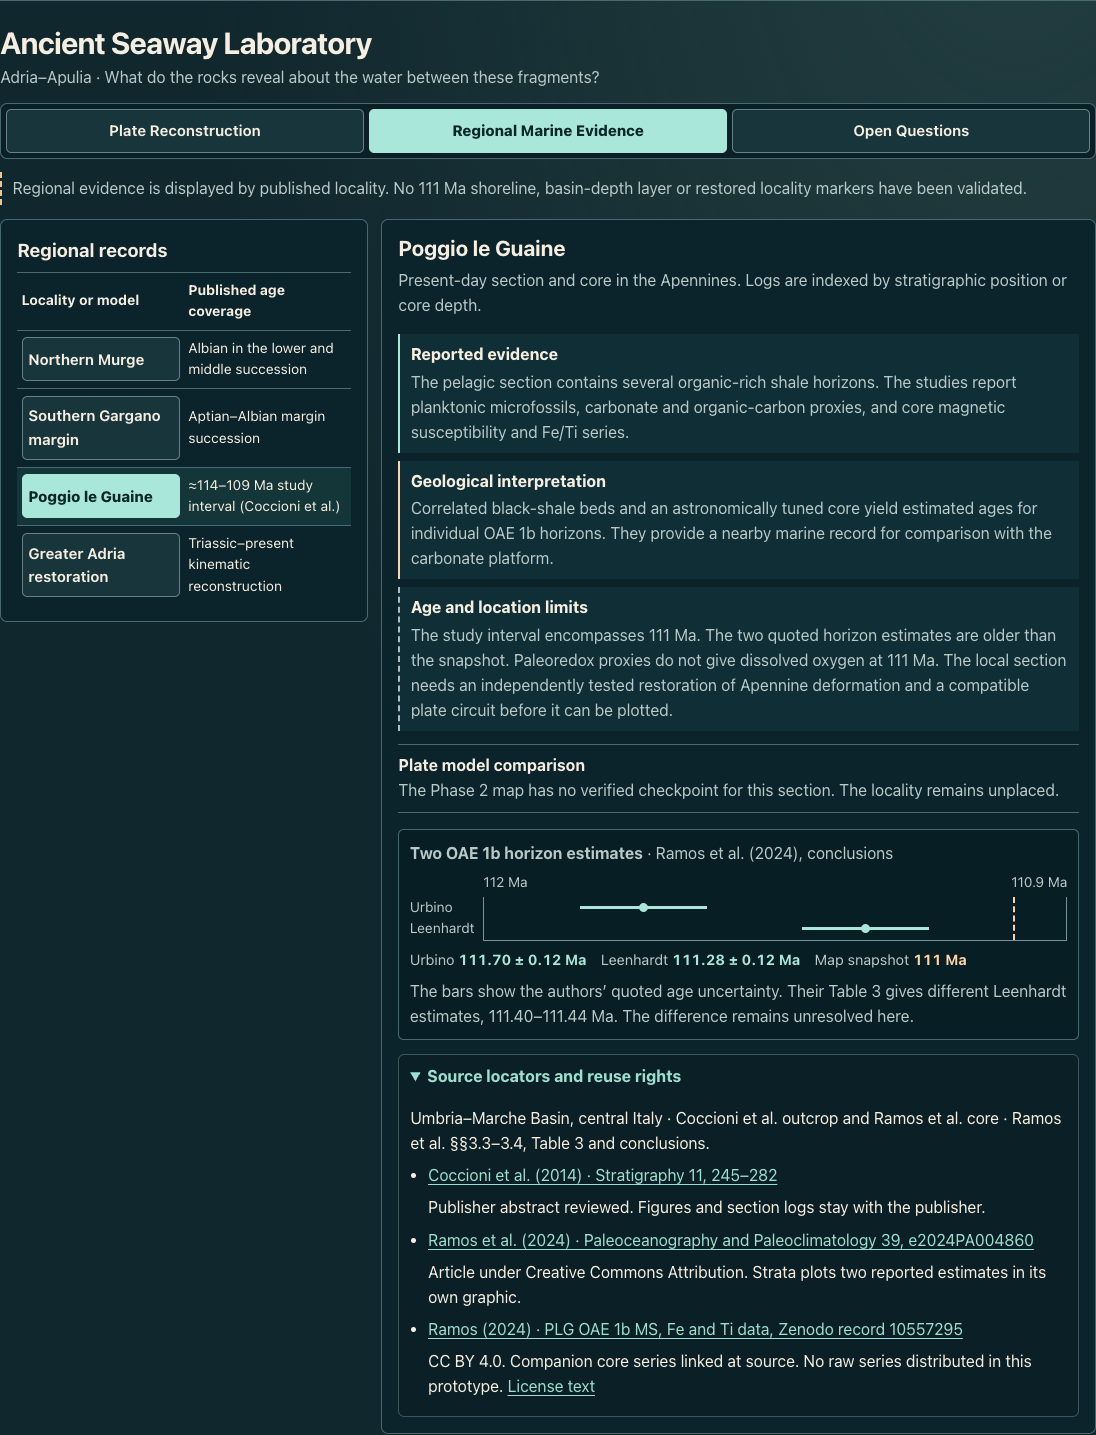 Ancient Seaway Laboratory
Adria–Apulia · What do the rocks reveal about the water between these fragments?
Plate Reconstruction
Regional Marine Evidence
Open Questions
Regional evidence is displayed by published locality. No 111 Ma shoreline, basin-depth layer or restored locality markers have been validated.
Regional records
Locality or model
Published age
coverage
Northern Murge
Albian in the lower and
middle succession
Southern Gargano
margin
Aptian–Albian margin
succession
Poggio le Guaine
≈114–109 Ma study
interval (Coccioni et al.)
Greater Adria
restoration
Triassic–present
kinematic
reconstruction
Poggio le Guaine
Present-day section and core in the Apennines. Logs are indexed by stratigraphic position or
core depth.
Reported evidence
The pelagic section contains several organic-rich shale horizons. The studies report
planktonic microfossils, carbonate and organic-carbon proxies, and core magnetic
susceptibility and Fe/Ti series.
Geological interpretation
Correlated black-shale beds and an astronomically tuned core yield estimated ages for
individual OAE 1b horizons. They provide a nearby marine record for comparison with the
carbonate platform.
Age and location limits
The study interval encompasses 111 Ma. The two quoted horizon estimates are older than
the snapshot. Paleoredox proxies do not give dissolved oxygen at 111 Ma. The local section
needs an independently tested restoration of Apennine deformation and a compatible
plate circuit before it can be plotted.
Plate model comparison
The Phase 2 map has no verified checkpoint for this section. The locality remains unplaced.
Two OAE 1b horizon estimates · Ramos et al. (2024), conclusions
112 Ma
110.9 Ma
Urbino
Leenhardt
Urbino 111.70 ± 0.12 Ma Leenhardt 111.28 ± 0.12 Ma Map snapshot 111 Ma
The bars show the authors’ quoted age uncertainty. Their Table 3 gives different Leenhardt
estimates, 111.40–111.44 Ma. The difference remains unresolved here.
▼ Source locators and reuse rights
Umbria–Marche Basin, central Italy · Coccioni et al. outcrop and Ramos et al. core · Ramos
et al. §§3.3–3.4, Table 3 and conclusions.
• Coccioni et al. (2014) · Stratigraphy 11, 245–282
Publisher abstract reviewed. Figures and section logs stay with the publisher.
• Ramos et al. (2024) · Paleoceanography and Paleoclimatology 39, e2024PA004860
Article under Creative Commons Attribution. Strata plots two reported estimates in its
own graphic.
• Ramos (2024) · PLG OAE 1b MS, Fe and Ti data, Zenodo record 10557295
CC BY 4.0. Companion core series linked at source. No raw series distributed in this
prototype. License text